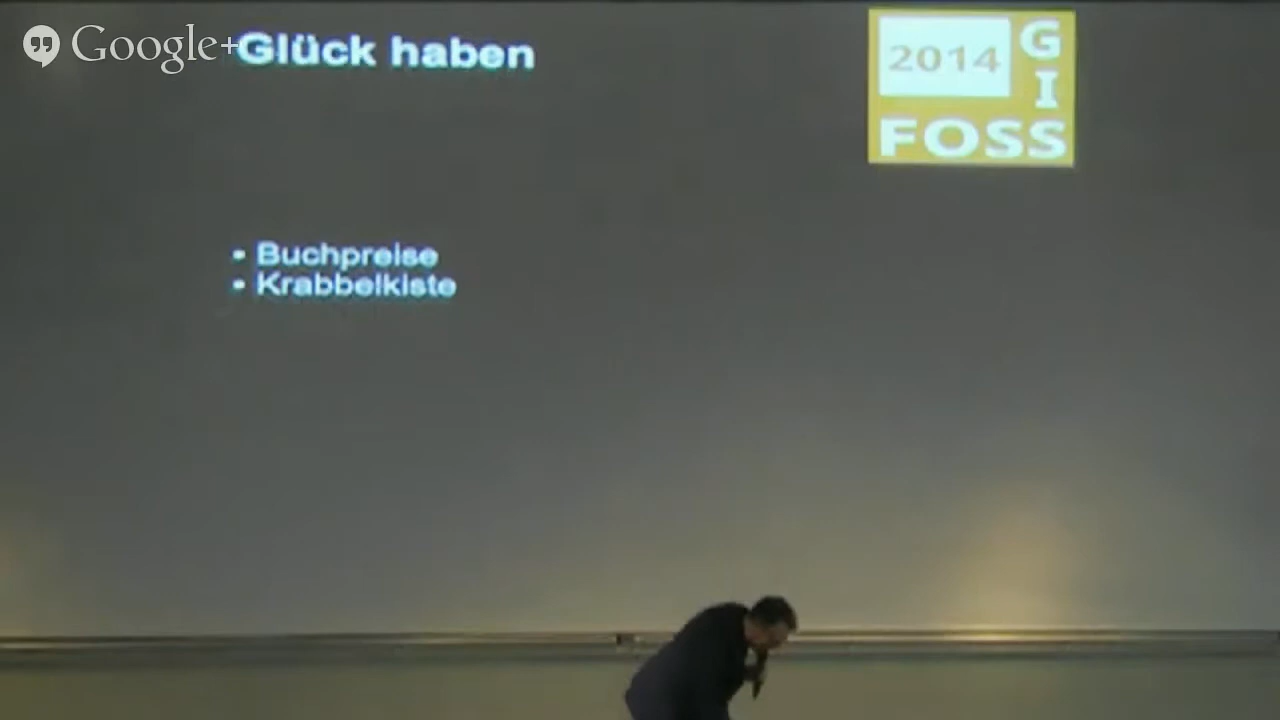 Google+
Glück haben
2014
G
I
FOSS
• Buchpreise
• Krabbelkiste